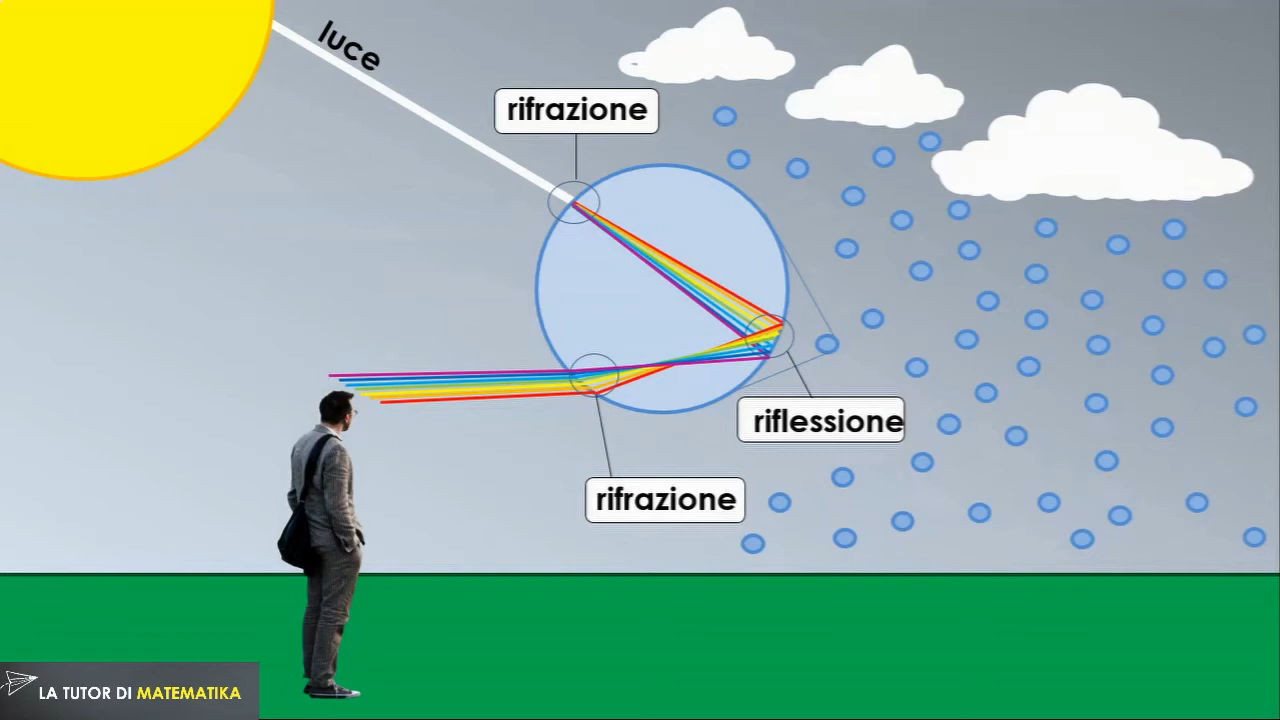 luce
rifrazione
riflessione
rifrazione
LA TUTOR DI MATEMATIKA